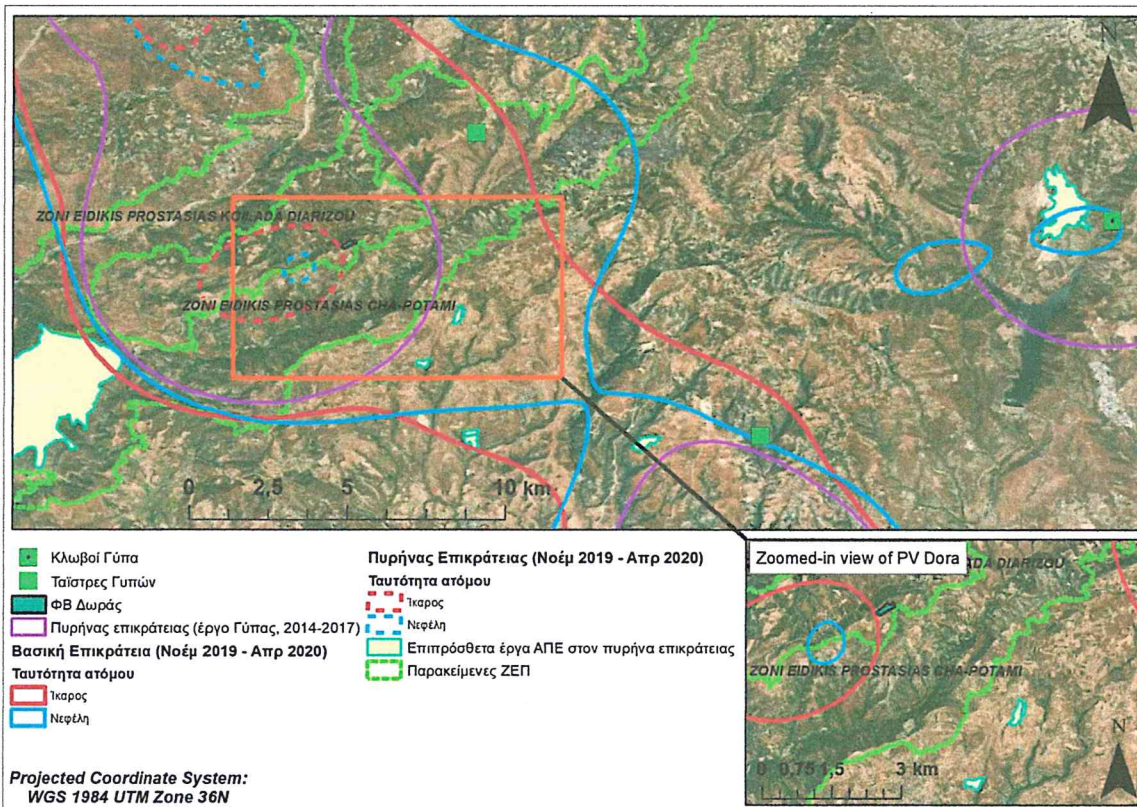 N
ZONI EIDIKIS PROSTASIAS KOILADA DIARIZOU
ZONI EIDIKIS PROSTASIAS CHA-POTAMI
0 2,5 5 10 km
Κλωβοί Γύπα
Ταΐστρες Γυπών
ΦΒ Δωράς
Πυρήνας επικράτειας (έργο Γύπας, 2014-2017)
Βασική Επικράτεια (Νοέμ 2019 - Απρ 2020)
Ταυτότητα ατόμου
Ίκαρος
Νεφέλη
Πυρήνας Επικράτειας (Νοέμ 2019 - Απρ 2020)
Ταυτότητα ατόμου
Ίκαρος
Νεφέλη
Επιπρόσθετα έργα ΑΠΕ στον πυρήνα επικράτειας
Παρακείμενες ΖΕΠ
Projected Coordinate System:
WGS 1984 UTM Zone 36N
Zoomed-in view of PV Dora
ADA DIARIZOU
ZONI EIDIKIS PROSTASIAS CHA-POTAMI
0 0,75 1,5 3 km
N